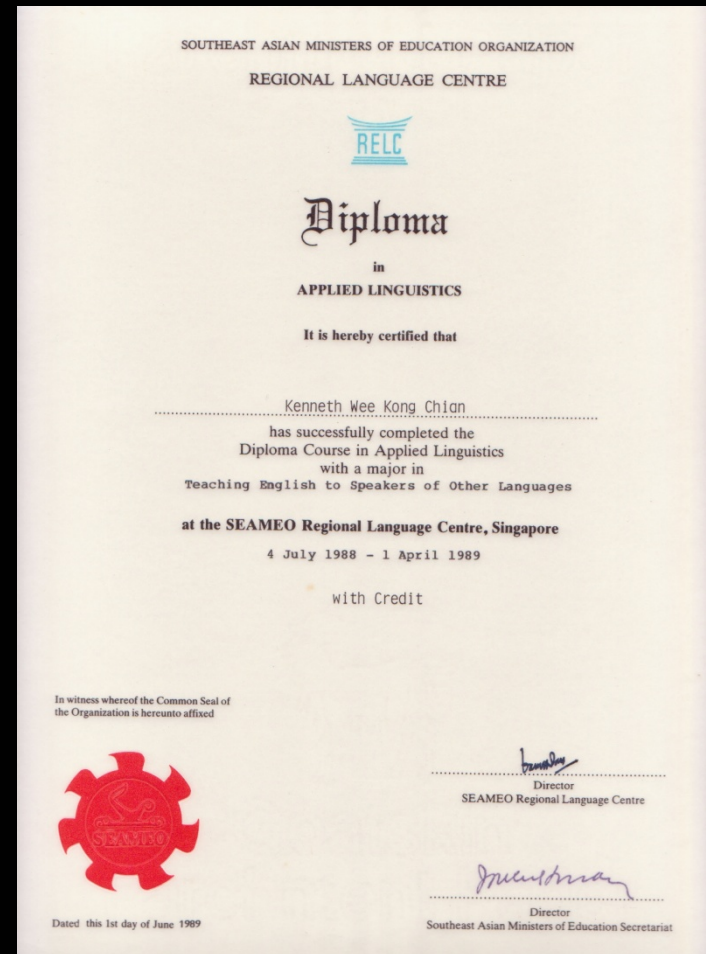 SOUTHEAST ASIAN MINISTERS OF EDUCATION ORGANIZATION
REGIONAL LANGUAGE CENTRE
RELC
Diploma
in
APPLIED LINGUISTICS
It is hereby certified that
Kenneth Wee Kong Chian
has successfully completed the
Diploma Course in Applied Linguistics
with a major in
Teaching English to Speakers of Other Languages
at the SEAMEO Regional Language Centre, Singapore
4 July 1988 - 1 April 1989
with Credit
In witness whereof the Common Seal of
the Organization is hereunto affixed
SEAMEO
Dated this 1st day of June 1989
Director
SEAMEO Regional Language Centre
Director
Southeast Asian Ministers of Education Secretariat